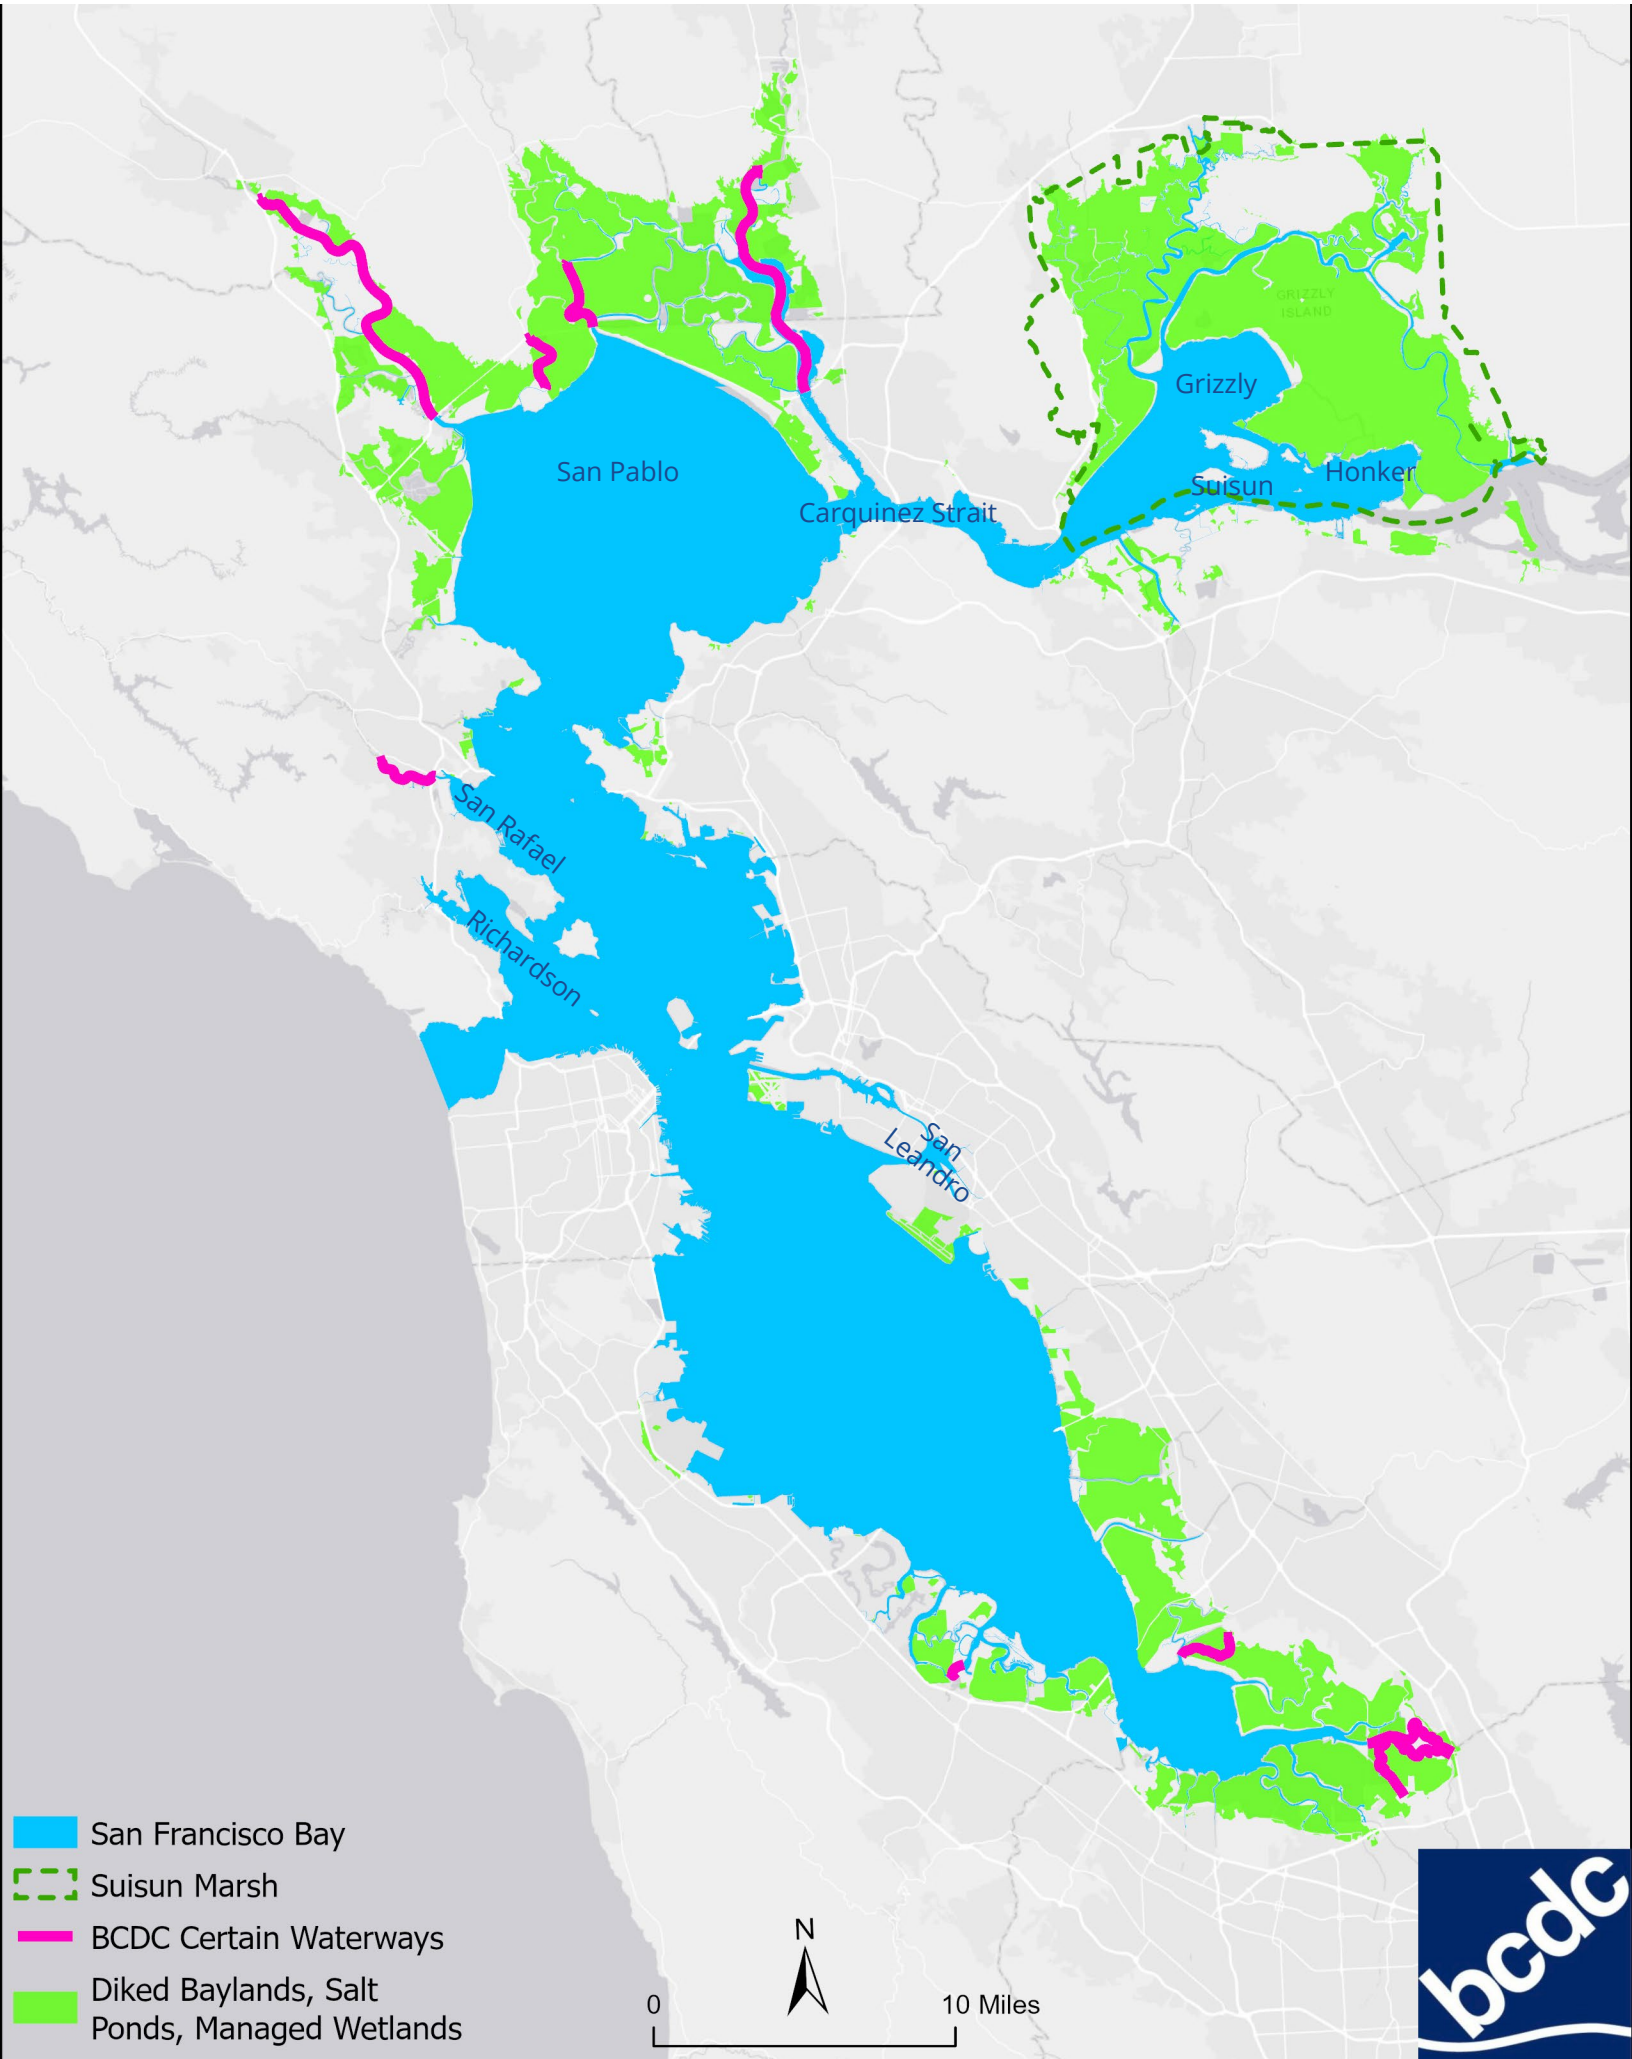 GRIZZLY
ISLAND
Grizzly
San Pablo
Honker
Suisun
Carquinez Strait
San Rafael
Richardson
San
Leandro
San Francisco Bay
Suisun Marsh
BCDC Certain Waterways
Diked Baylands, Salt
Ponds, Managed Wetlands
N
0
10 Miles
bcdc